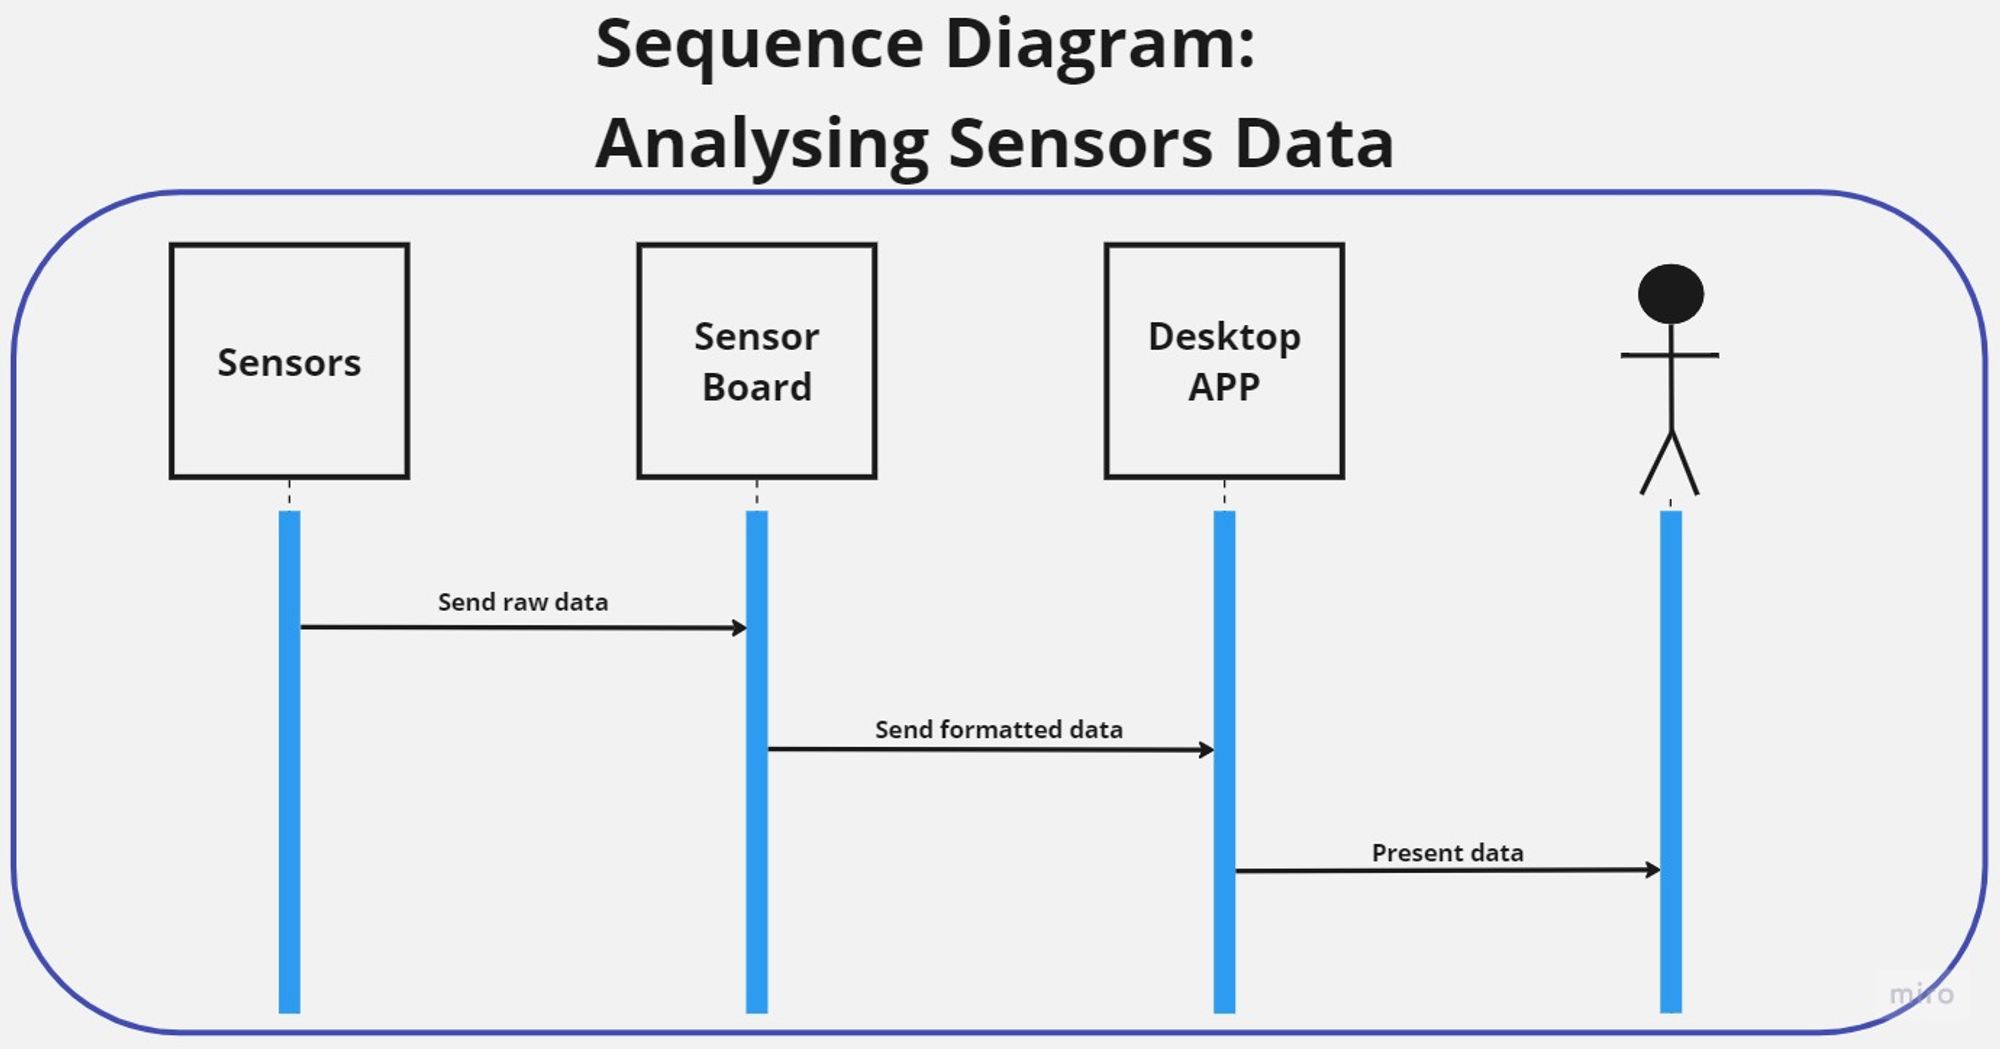 Sequence Diagram:
Analysing Sensors Data
Sensors
Sensor
Board
Desktop
APP
Send raw data
Send formatted data
Present data
miro